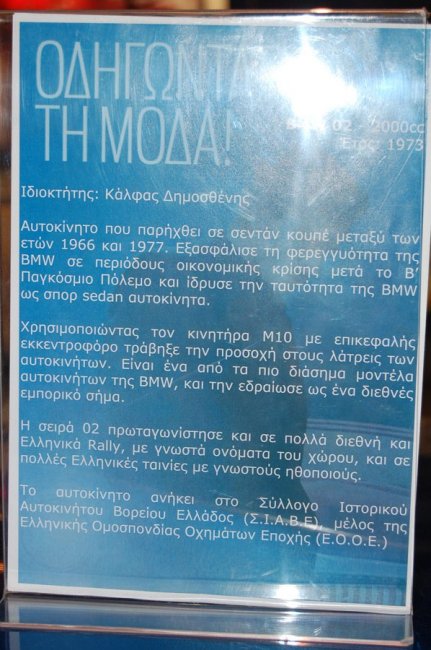 ΟΔΗΓΩΝΤΑΣ
ΤΗ ΜΟΔΑ!
02 - 2000cc
Έτος: 1973
Ιδιοκτήτης: Κάλφας Δημοσθένης
Αυτοκίνητο που παρήχθει σε σεντάν κουπέ μεταξύ των
ετών 1966 και 1977. Εξασφάλισε τη φερεγγυότητα της
BMW σε περιόδους οικονομικής κρίσης μετά το Β'
Παγκόσμιο Πόλεμο και ίδρυσε την ταυτότητα της BMW
ως σπορ sedan αυτοκίνητα.
Χρησιμοποιώντας τον κινητήρα M10 με επικεφαλής
εκκεντροφόρο τράβηξε την προσοχή στους λάτρεις των
αυτοκινήτων. Είναι ένα από τα πιο διάσημα μοντέλα
αυτοκινήτων της BMW, και την εδραίωσε ως ένα διεθνές
εμπορικό σήμα.
Η σειρά 02 πρωταγωνίστησε και σε πολλά διεθνή και
Ελληνικά Rally, με γνωστά ονόματα του χώρου, και σε
πολλές Ελληνικές ταινίες με γνωστούς ηθοποιούς.
Το αυτοκίνητο ανήκει στο Σύλλογο Ιστορικού
Αυτοκινήτου Βορείου Ελλάδος (Σ.Ι.Α.Β.Ε), μέλος της
Ελληνικής Ομοσπονδίας Οχημάτων Εποχής (Ε.Ο.Ο.Ε.)